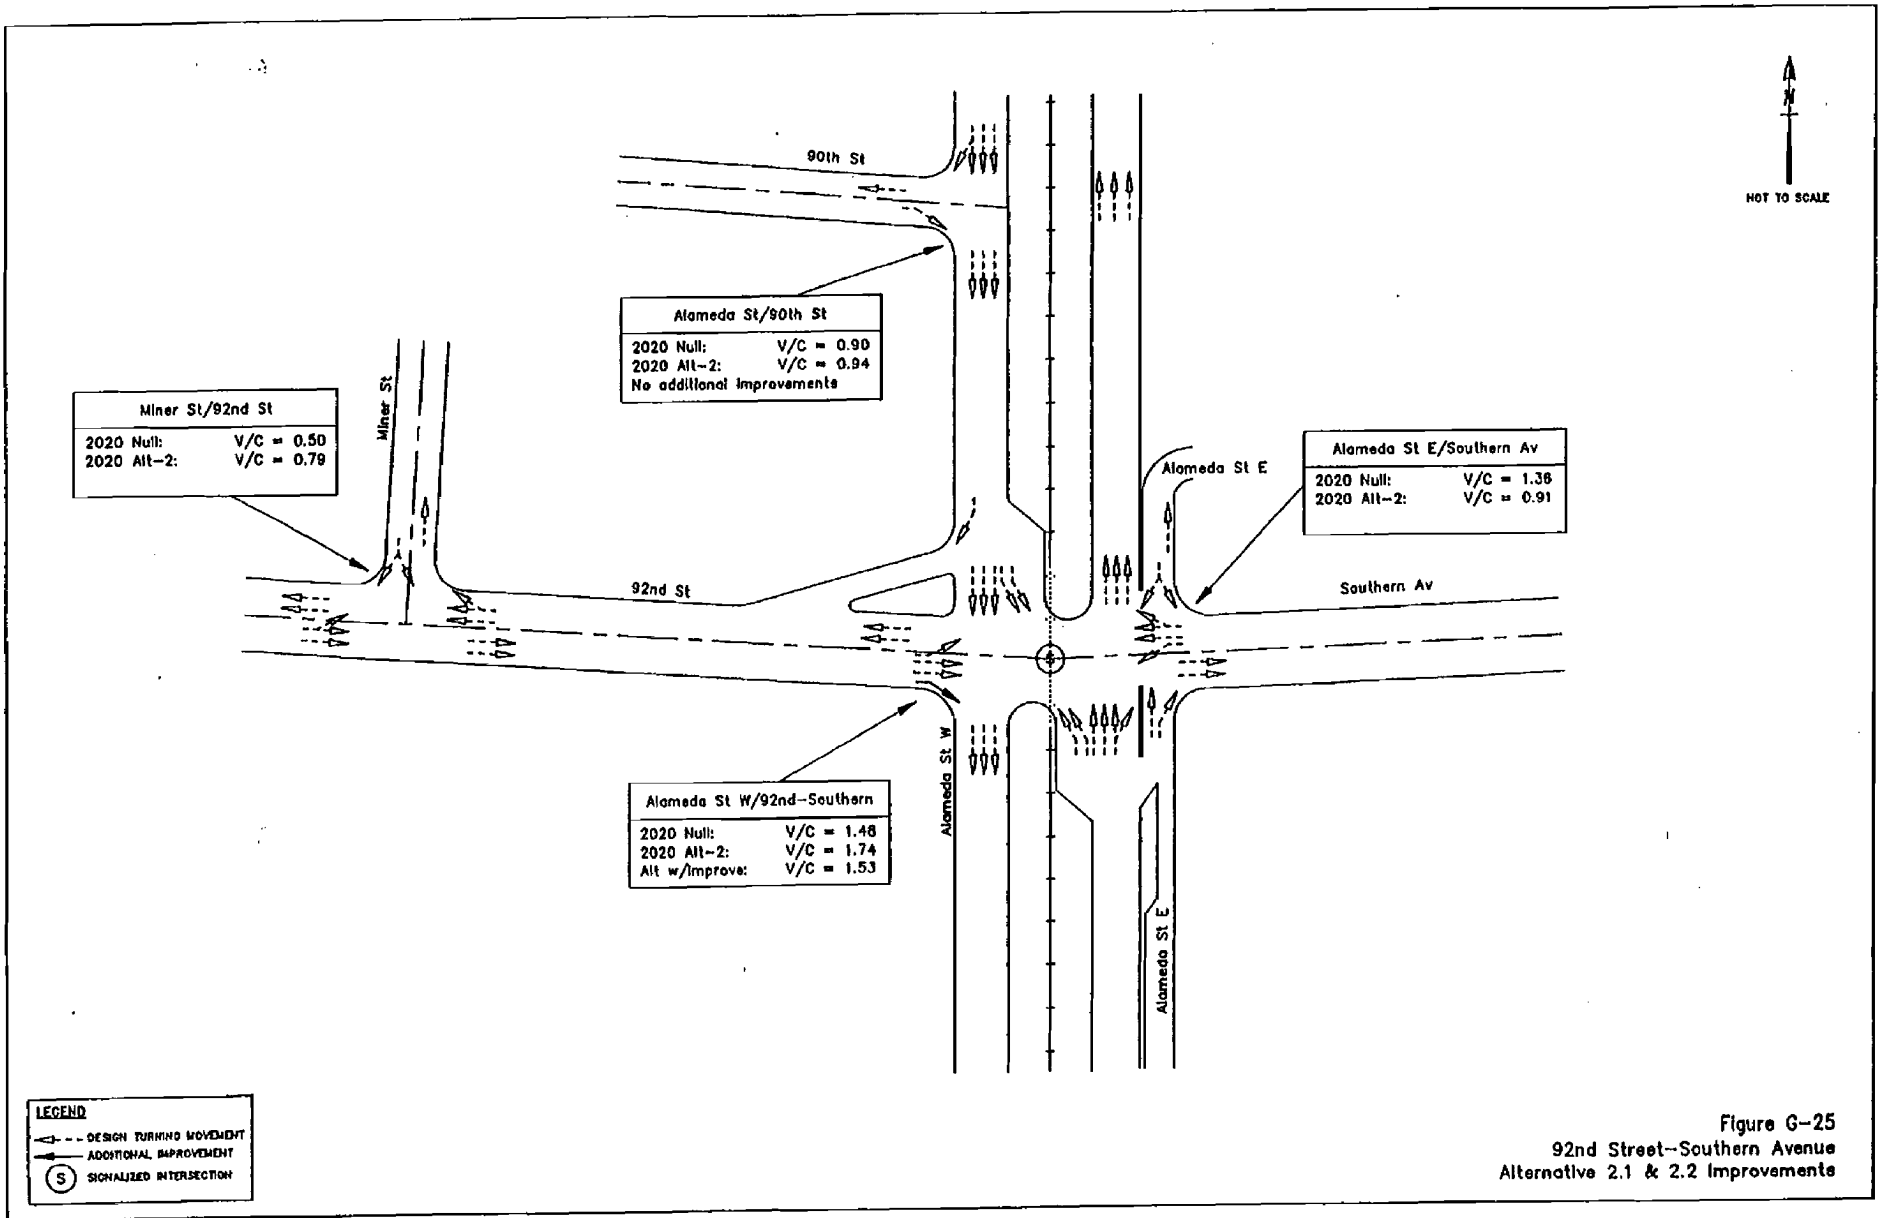 N
NOT TO SCALE
90th St
Alameda St/90th St
2020 Null: V/C = 0.90
2020 Alt-2: V/C = 0.94
No additional improvements
Miner St
Miner St/92nd St
2020 Null: V/C = 0.50
2020 Alt-2: V/C = 0.79
Alameda St E/Southern Av
2020 Null: V/C = 1.36
2020 Alt-2: V/C = 0.91
Alameda St E
92nd St
Southern Av
Alameda St W
Alameda St W/92nd-Southern
2020 Null: V/C = 1.48
2020 Alt-2: V/C = 1.74
Alt w/improve: V/C = 1.53
Alameda St E
LEGEND
DESIGN TURNING MOVEMENT
ADDITIONAL IMPROVEMENT
S SIGNALIZED INTERSECTION
Figure G-25
92nd Street-Southern Avenue
Alternative 2.1 & 2.2 Improvements